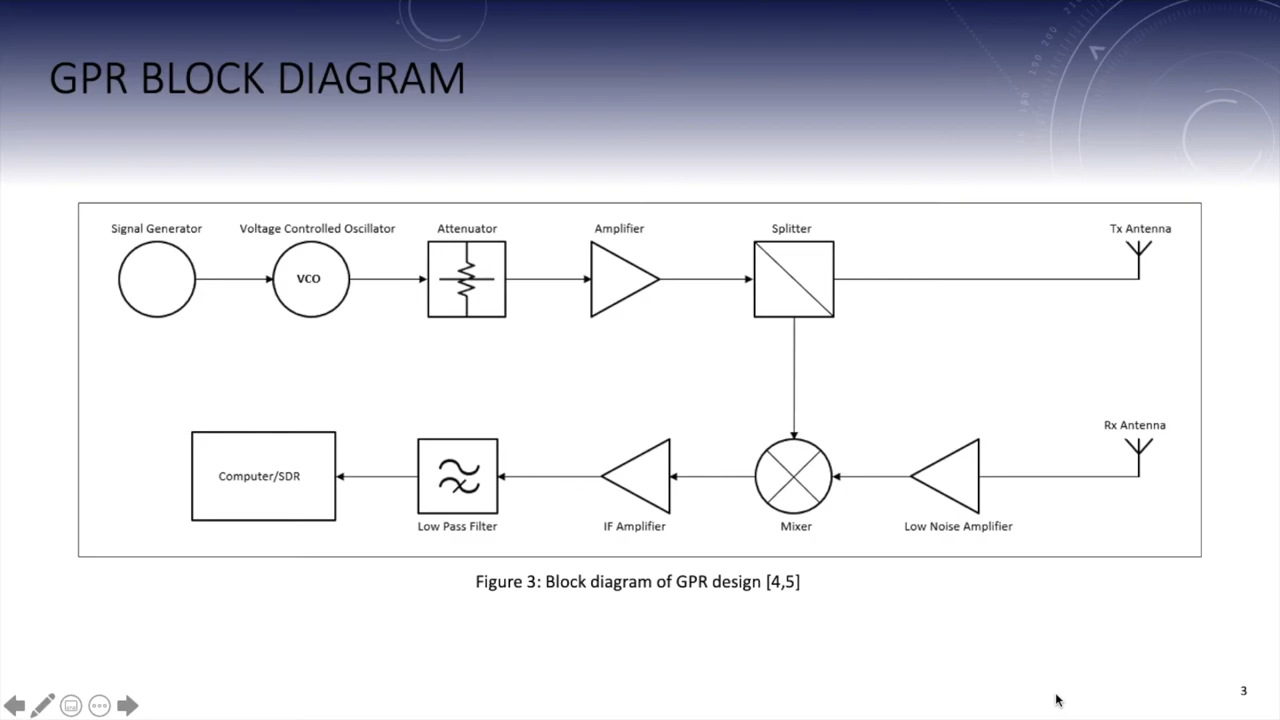 GPR BLOCK DIAGRAM
Signal Generator
Voltage Controlled Oscillator
Attenuator
Amplifier
Splitter
Tx Antenna
VCO
Rx Antenna
Computer/SDR
Low Pass Filter
IF Amplifier
Mixer
Low Noise Amplifier
Figure 3: Block diagram of GPR design [4,5]
3